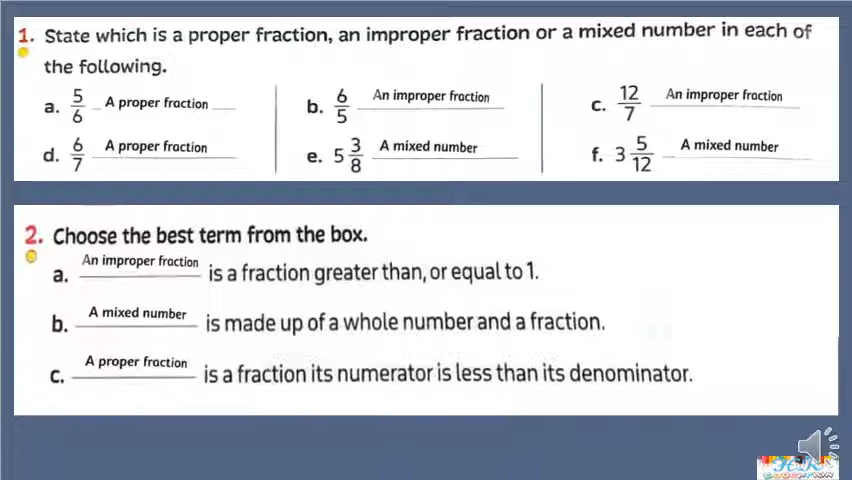 1. State which is a proper fraction, an improper fraction or a mixed number in each of
the following.
a. 5/6 A proper fraction
b. 6/5 An improper fraction
c. 12/7 An improper fraction
d. 6/7 A proper fraction
e. 5 3/8 A mixed number
f. 3 5/12 A mixed number
2. Choose the best term from the box.
a. An improper fraction is a fraction greater than, or equal to 1.
b. A mixed number is made up of a whole number and a fraction.
c. A proper fraction is a fraction its numerator is less than its denominator.